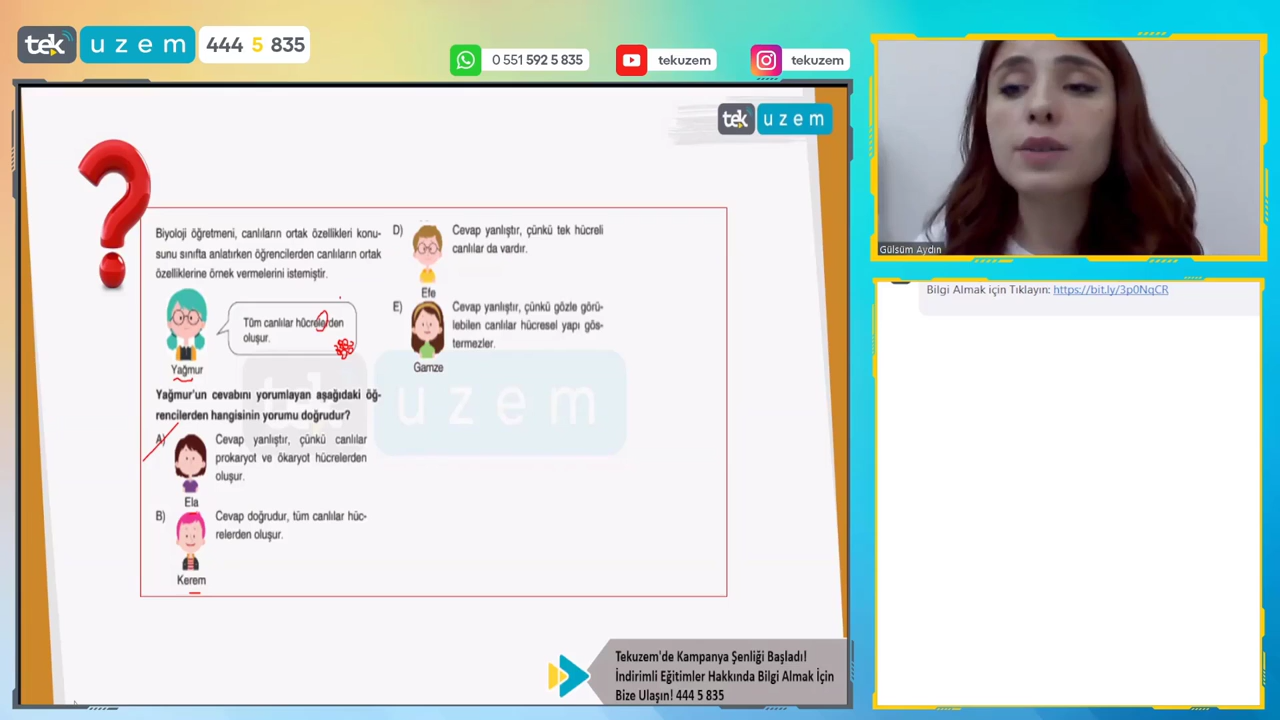 tek
uzem
444 5 835
0 551 592 5 835
tekuzem
tekuzem
tek uzem
Biyoloji öğretmeni, canlıların ortak özellikleri konu-
sunu sınıfta anlatırken öğrencilerden canlıların ortak
özelliklerine örnek vermelerini istemiştir.
Tüm canlılar hücrelerden
oluşur.
Yağmur
Yağmur'un cevabını yorumlayan aşağıdaki öğ-
rencilerden hangisinin yorumu doğrudur?
A)
Cevap yanlıştır, çünkü canlılar
prokaryot ve ökaryot hücrelerden
oluşur.
Ela
B)
Cevap doğrudur, tüm canlılar hüc-
relerden oluşur.
Kerem
D)
Cevap yanlıştır, çünkü tek hücreli
canlılar da vardır.
Efe
E)
Cevap yanlıştır, çünkü gözle görü-
lebilen canlılar hücresel yapı gös-
termezler.
Gamze
tek uzem
Gülsüm Aydın
Bilgi Almak için Tıklayın: https://bit.ly/3p0NqCR
Tekuzem'de Kampanya Şenliği Başladı!
İndirimli Eğitimler Hakkında Bilgi Almak İçin
Bize Ulaşın! 444 5 835